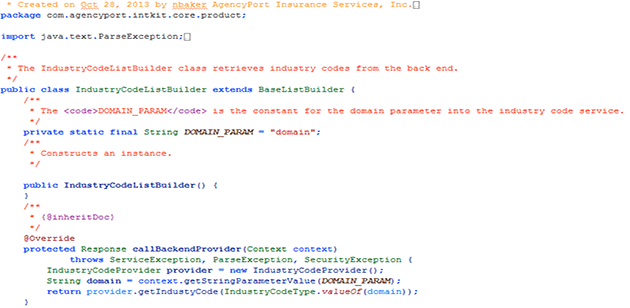 * Created on Oct 28, 2013 by nbaker AgencyPort Insurance Services, Inc.
package com.agencyport.intkit.core.product;
import java.text.ParseException;
/**
* The IndustryCodeListBuilder class retrieves industry codes from the back end.
*/
public class IndustryCodeListBuilder extends BaseListBuilder {
/**
* The <code>DOMAIN_PARAM</code> is the constant for the domain parameter into the industry code service.
*/
private static final String DOMAIN_PARAM = "domain";
/**
* Constructs an instance.
*/
public IndustryCodeListBuilder() {
}
/**
* {@inheritDoc}
*/
@Override
protected Response callBackendProvider(Context context)
throws ServiceException, ParseException, SecurityException {
IndustryCodeProvider provider = new IndustryCodeProvider();
String domain = context.getStringParameterValue(DOMAIN_PARAM);
return provider.getIndustyCode(IndustryCodeType.valueOf(domain));
}